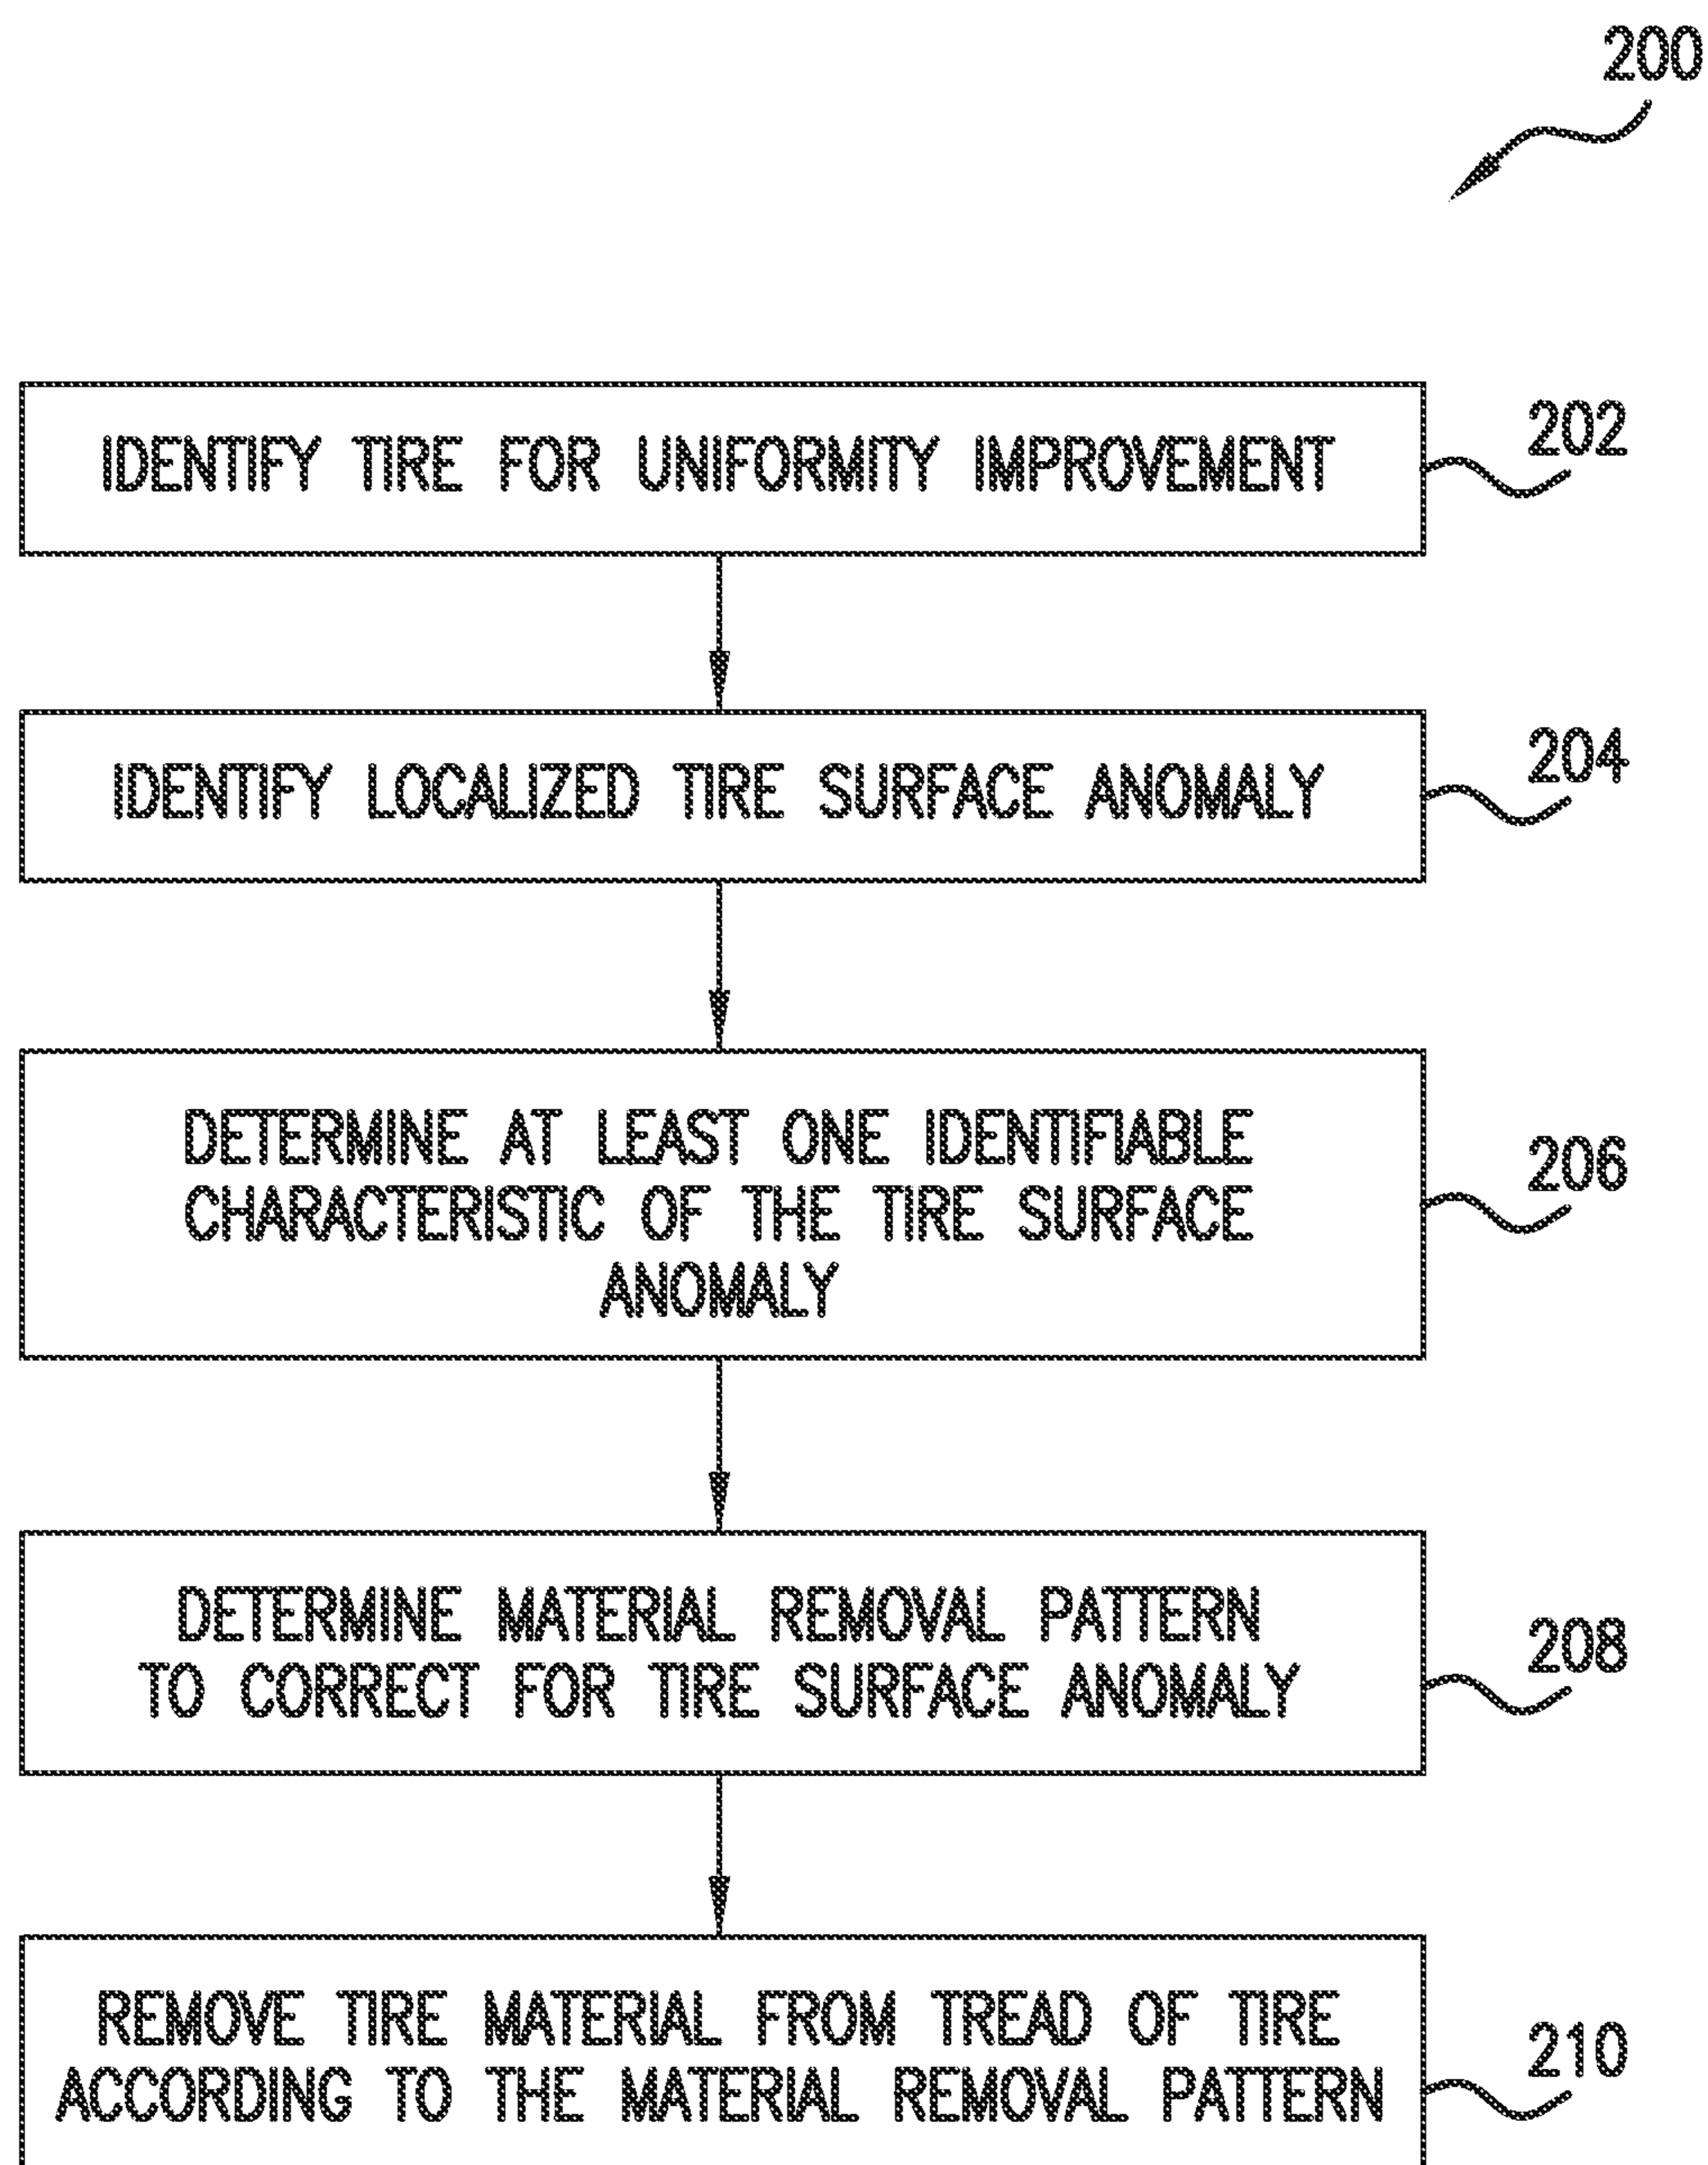 200
IDENTIFY TIRE FOR UNIFORMITY IMPROVEMENT
202
IDENTIFY LOCALIZED TIRE SURFACE ANOMALY
204
DETERMINE AT LEAST ONE IDENTIFIABLE
CHARACTERISTIC OF THE TIRE SURFACE
ANOMALY
206
DETERMINE MATERIAL REMOVAL PATTERN
TO CORRECT FOR TIRE SURFACE ANOMALY
208
REMOVE TIRE MATERIAL FROM TREAD OF TIRE
ACCORDING TO THE MATERIAL REMOVAL PATTERN
210